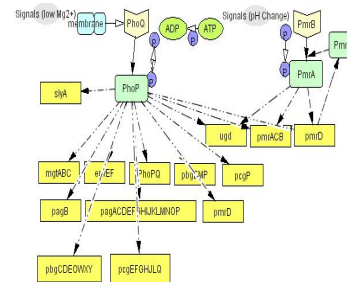 Signals (low Mg2+)
membrane
PhoQ
ADP
ATP
P
P
P
Signals (pH Change)
PmrB
P
P
PmrA
PhoP
slyA
ugd
pmrACB
pmrD
mgtABC
PhoPQ
pcgP
pagB
pagACDEFGHIJKLMNOP
pmrD
pbgCDEOWXY
pcgEFGHJLQ